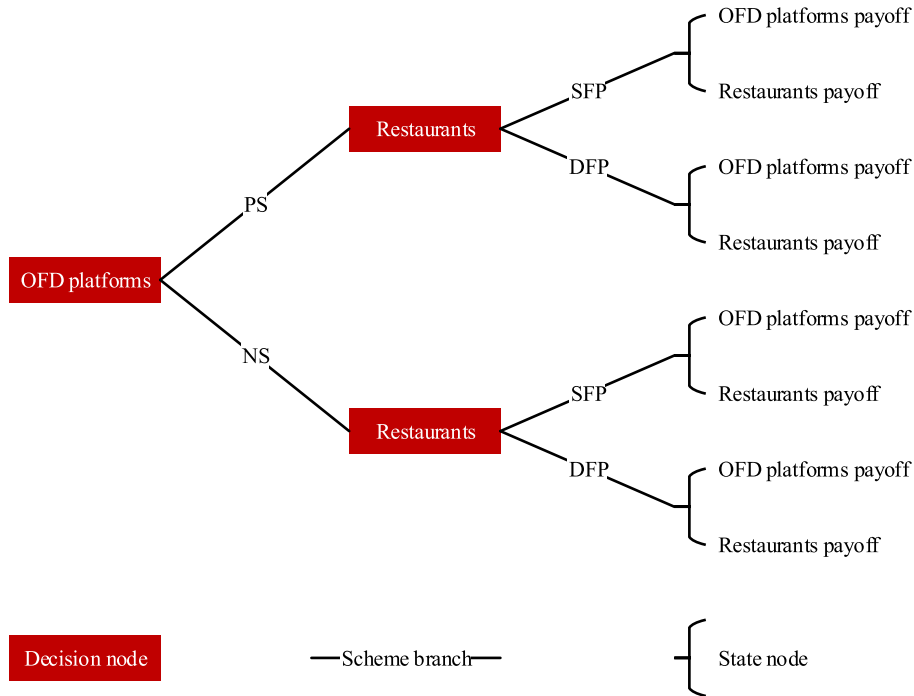 OFD platforms payoff
SFP
Restaurants payoff
Restaurants
DFP
OFD platforms payoff
PS
Restaurants payoff
OFD platforms
OFD platforms payoff
NS
SFP
Restaurants payoff
Restaurants
DFP
OFD platforms payoff
Restaurants payoff
Decision node
Scheme branch
State node